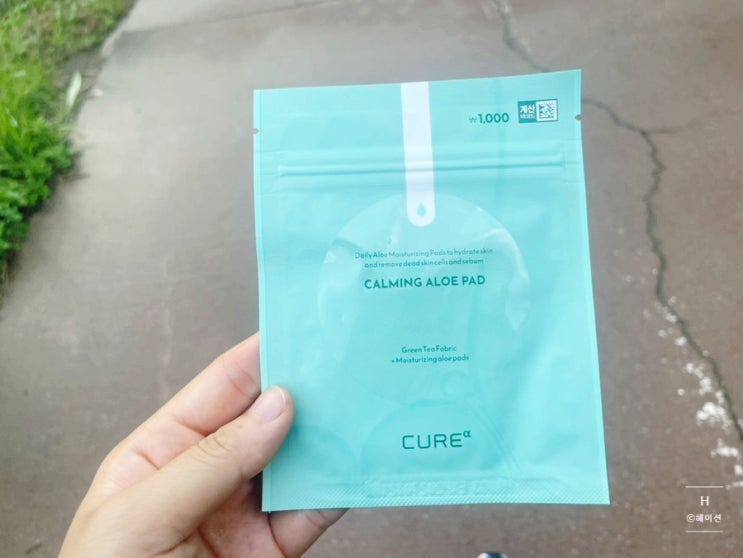 ₩1,000
계산
Daily Aloe Moisturizing Pads to hydrate skin
and remove dead skin cells and sebum
CALMING ALOE PAD
Green Tea Fabric
+ Moisturizing aloe pads
CUREα
H
©헤이션